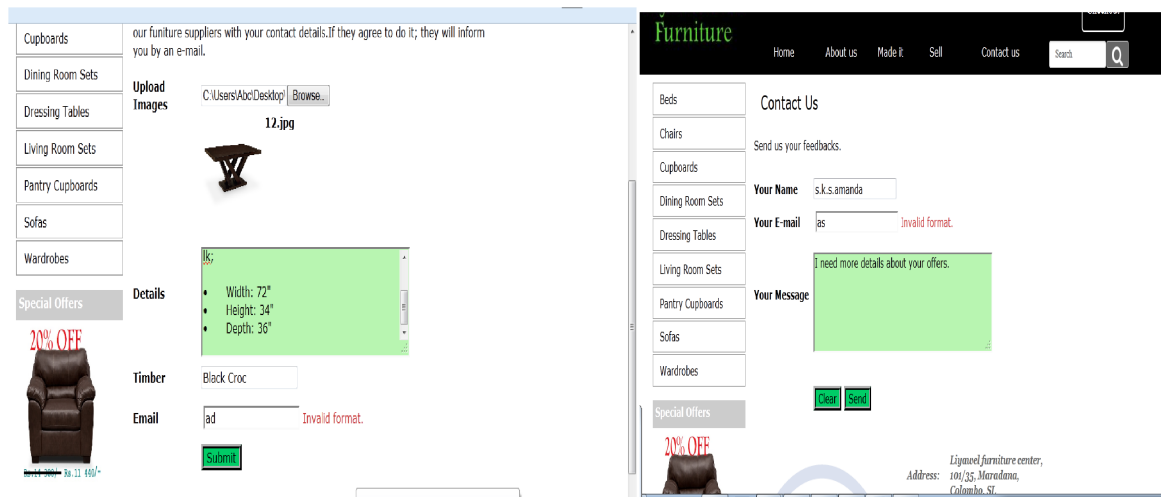 Cupboards
Dining Room Sets
Dressing Tables
Living Room Sets
Pantry Cupboards
Sofas
Wardrobes
Special Offers
20% OFF
Rs.11 449/-
our funiture suppliers with your contact details.If they agree to do it; they will inform
you by an e-mail.
Upload
Images
C:\Users\Abc\Desktop\
Browse..
12.jpg
Details
lk;
• Width: 72"
• Height: 34"
• Depth: 36"
Timber
Black Croc
Email
ad
Invalid format.
Submit
Furniture
Home
About us
Made it
Sell
Contact us
Search
Beds
Chairs
Cupboards
Dining Room Sets
Dressing Tables
Living Room Sets
Pantry Cupboards
Sofas
Wardrobes
Special Offers
20% OFF
Contact Us
Send us your feedbacks.
Your Name
s.k.s.amanda
Your E-mail
as
Invalid format.
Your Message
I need more details about your offers.
Clear
Send
Address:
Liyawel furniture center,
101/35, Maradana,
Colombo, SL